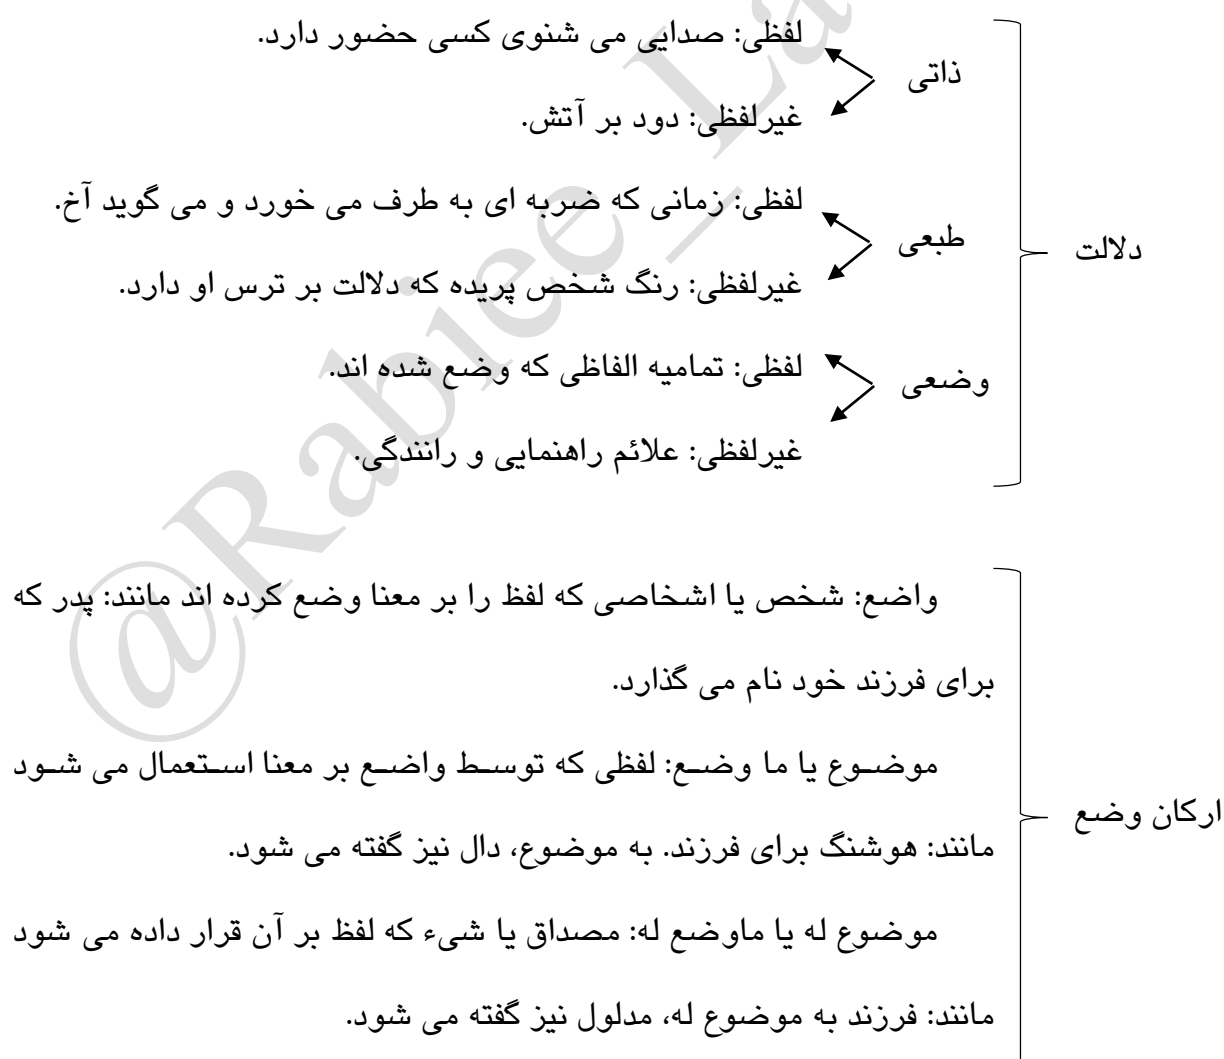 لفظی: صدایی می شنوی کسی حضور دارد.
ذاتی
غیرلفظی: دود بر آتش.
لفظی: زمانی که ضربه ای به طرف می خورد و می گوید آخ.
طبعی
دلالت
غیرلفظی: رنگ شخص پریده که دلالت بر ترس او دارد.
لفظی: تمامیه الفاظی که وضع شده اند.
وضعی
غیرلفظی: علائم راهنمایی و رانندگی.
واضع: شخص یا اشخاصی که لفظ را بر معنا وضع کرده اند مانند: پدر که
برای فرزند خود نام می گذارد.
موضوع یا ما وضع: لفظی که توسط واضع بر معنا استعمال می شود
ارکان وضع
مانند: هوشنگ برای فرزند. به موضوع، دال نیز گفته می شود.
موضوع له یا ماوضع له: مصداق یا شیء که لفظ بر آن قرار داده می شود
مانند: فرزند به موضوع له، مدلول نیز گفته می شود.
@Rabiee_La